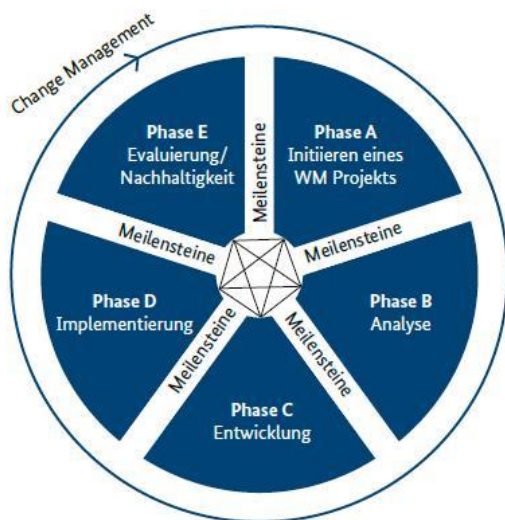 Change Management
Phase A
Initiieren eines
WM Projekts
Meilensteine
Phase B
Analyse
Meilensteine
Phase C
Entwicklung
Meilensteine
Phase D
Implementierung
Meilensteine
Phase E
Evaluierung/
Nachhaltigkeit
Meilensteine